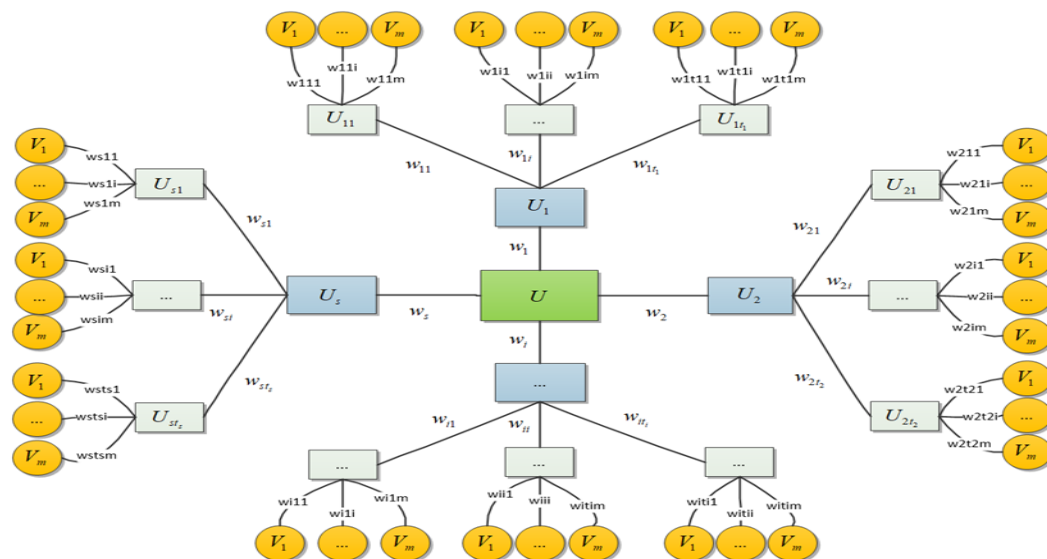 V1 ... Vm V1 ... Vm V1 ... Vm
w111 w11i w11m w1i1 w1ii w1im w1t11 w1t1i w1t1m
U11 ... U1t1
w11 w1t w1t1
U1
w1
V1 ws11
... ws1i Us1
Vm ws1m
ws1
V1 wsi1
... wsii ...
Vm wsim
wst
V1 wsts1
... wstsi Usts
Vm wstsm
wsts
Us ws U w2 U2
w21
U21 w211 V1
w21i ...
w21m Vm
w2t
... w2i1 V1
w2ii ...
w2im Vm
w2t2
U2t2 w2t21 V1
w2t2i ...
w2t2m Vm
wi
...
wi1 wii witi
... ... ...
wi11 wi1i wi1m wii1 wiii witim witi1 witii witim
V1 ... Vm V1 ... Vm V1 ... Vm